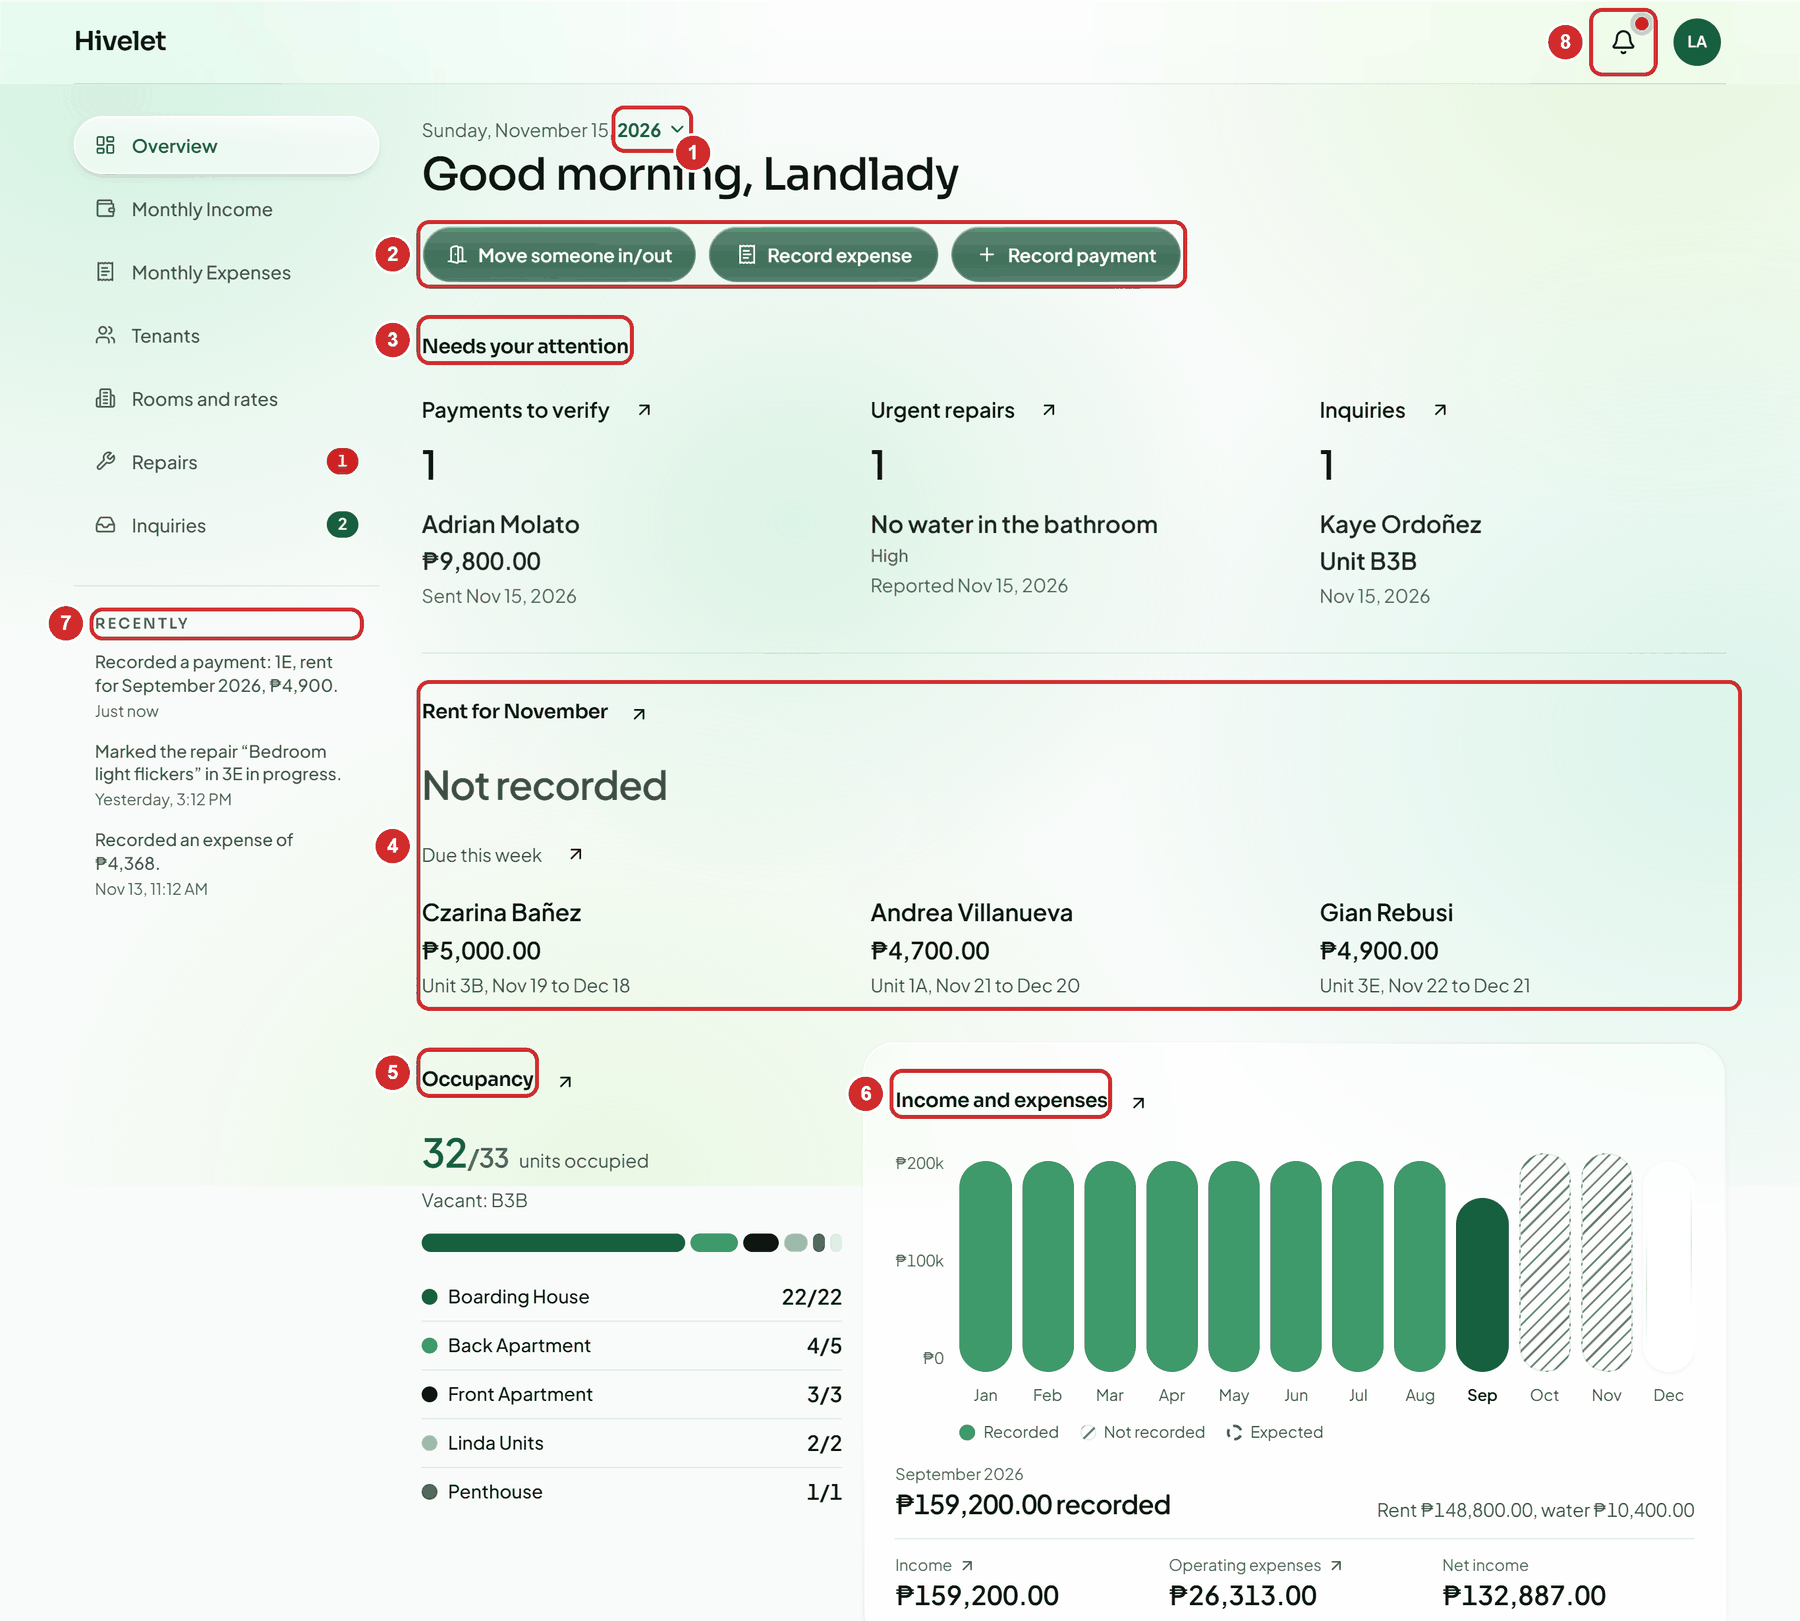 Hivelet
8
LA
Sunday, November 15, 2026
1
Good morning, Landlady
2
Move someone in/out
Record expense
Record payment
Overview
Monthly Income
Monthly Expenses
Tenants
Rooms and rates
Repairs 1
Inquiries 2
7
RECENTLY
Recorded a payment: 1E, rent
for September 2026, ₱4,900.
Just now
Marked the repair “Bedroom
light flickers” in 3E in progress.
Yesterday, 3:12 PM
Recorded an expense of
₱4,368.
Nov 13, 11:12 AM
3
Needs your attention
Payments to verify
1
Adrian Molato
₱9,800.00
Sent Nov 15, 2026
Urgent repairs
1
No water in the bathroom
High
Reported Nov 15, 2026
Inquiries
1
Kaye Ordoñez
Unit B3B
Nov 15, 2026
Rent for November
Not recorded
4
Due this week
Czarina Bañez
₱5,000.00
Unit 3B, Nov 19 to Dec 18
Andrea Villanueva
₱4,700.00
Unit 1A, Nov 21 to Dec 20
Gian Rebusi
₱4,900.00
Unit 3E, Nov 22 to Dec 21
5
Occupancy
32/33 units occupied
Vacant: B3B
Boarding House 22/22
Back Apartment 4/5
Front Apartment 3/3
Linda Units 2/2
Penthouse 1/1
6
Income and expenses
₱200k
₱100k
₱0
Jan Feb Mar Apr May Jun Jul Aug Sep Oct Nov Dec
Recorded Not recorded Expected
September 2026
₱159,200.00 recorded
Rent ₱148,800.00, water ₱10,400.00
Income
₱159,200.00
Operating expenses
₱26,313.00
Net income
₱132,887.00